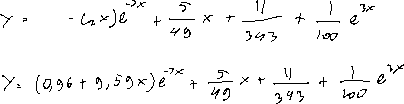 y = - c₂x)e^-7x + 5/49 x + 11/343 + 1/100 e^3x
y = (0,96 + 9,59x)e^-7x + 5/49 x + 11/343 + 1/100 e^3x